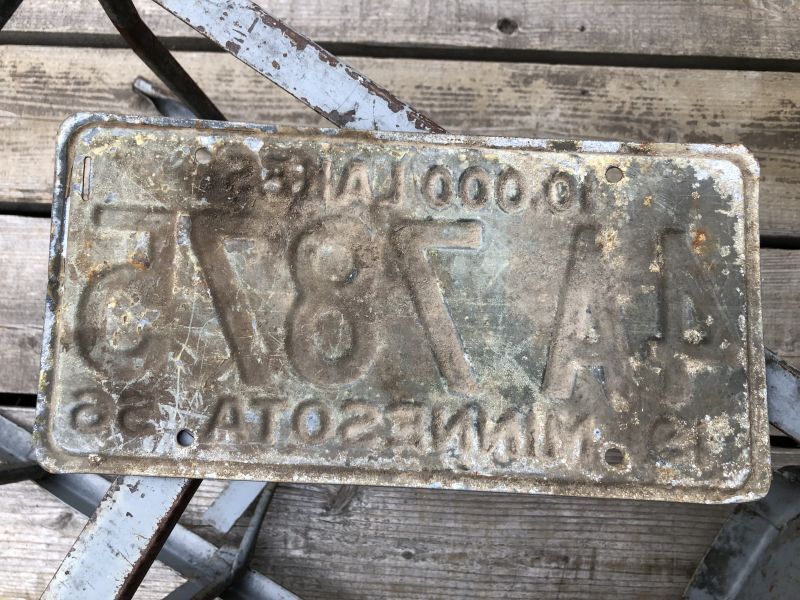 10,000 LAKES
4A 7875
19 MINNESOTA 56